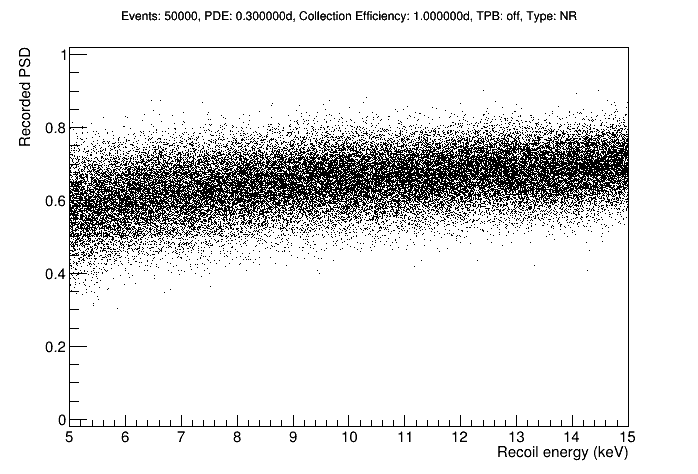 Events: 50000, PDE: 0.300000d, Collection Efficiency: 1.000000d, TPB: off, Type: NR
Recorded PSD
1
0.8
0.6
0.4
0.2
0
5 6 7 8 9 10 11 12 13 14 15
Recoil energy (keV)